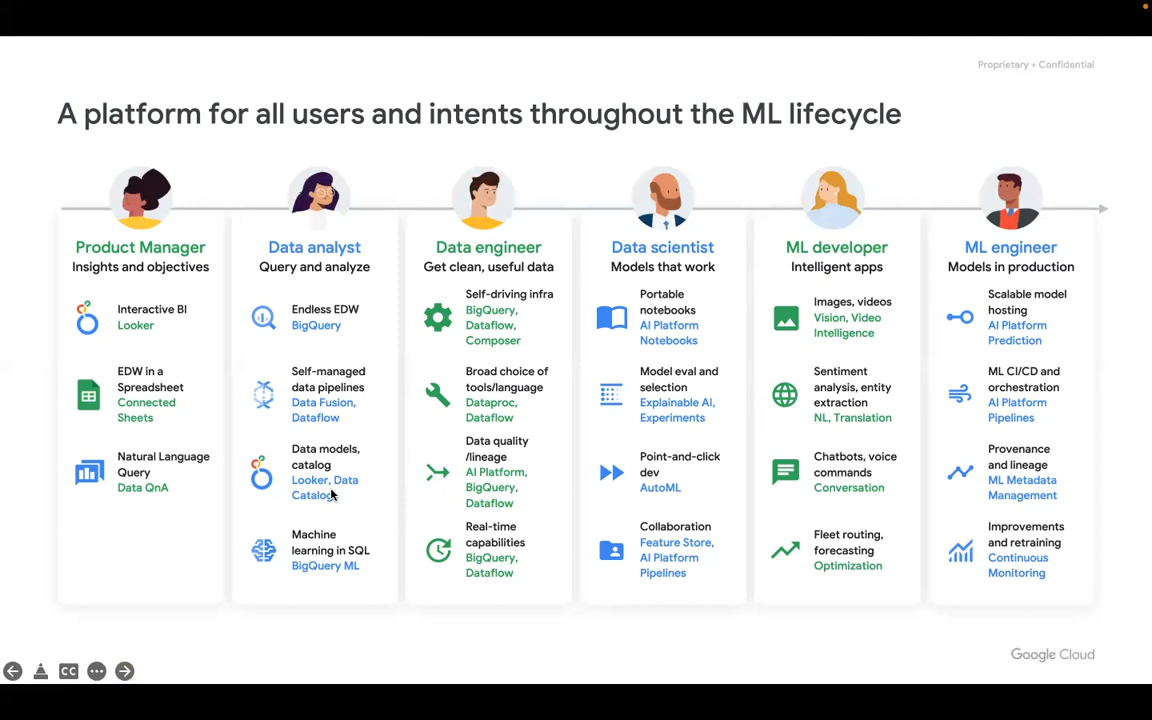 Proprietary + Confidential
A platform for all users and intents throughout the ML lifecycle
Product Manager
Insights and objectives
Interactive BI
Looker
EDW in a
Spreadsheet
Connected
Sheets
Natural Language
Query
Data QnA
Data analyst
Query and analyze
Endless EDW
BigQuery
Self-managed
data pipelines
Data Fusion,
Dataflow
Data models,
catalog
Looker, Data
Catalog
Machine
learning in SQL
BigQuery ML
Data engineer
Get clean, useful data
Self-driving infra
BigQuery,
Dataflow,
Composer
Broad choice of
tools/language
Dataproc,
Dataflow
Data quality
/lineage
AI Platform,
BigQuery,
Dataflow
Real-time
capabilities
BigQuery,
Dataflow
Data scientist
Models that work
Portable
notebooks
AI Platform
Notebooks
Model eval and
selection
Explainable AI,
Experiments
Point-and-click
dev
AutoML
Collaboration
Feature Store,
AI Platform
Pipelines
ML developer
Intelligent apps
Images, videos
Vision, Video
Intelligence
Sentiment
analysis, entity
extraction
NL, Translation
Chatbots, voice
commands
Conversation
Fleet routing,
forecasting
Optimization
ML engineer
Models in production
Scalable model
hosting
AI Platform
Prediction
ML CI/CD and
orchestration
AI Platform
Pipelines
Provenance
and lineage
ML Metadata
Management
Improvements
and retraining
Continuous
Monitoring
Google Cloud
CC